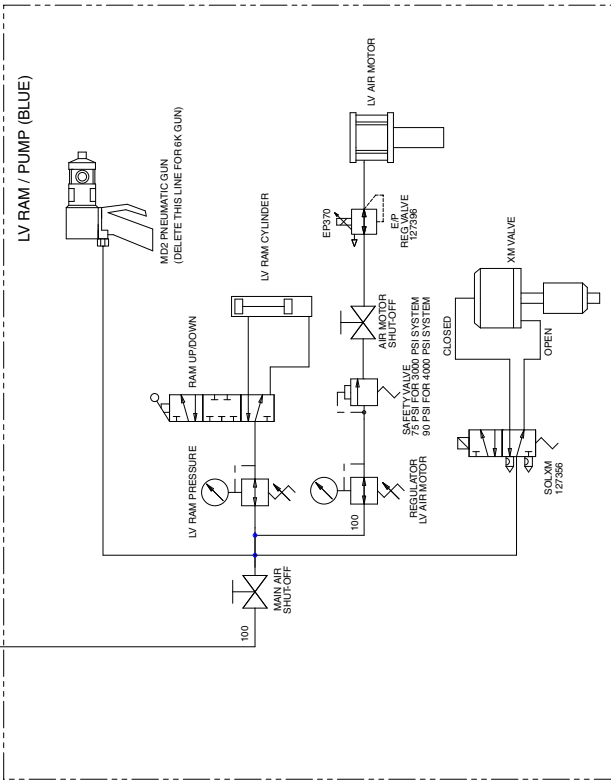 LV RAM / PUMP (BLUE)
MD2 PNEUMATIC GUN
(DELETE THIS LINE FOR 6K GUN)
LV AIR MOTOR
EP370
E/P
REG VALVE
127396
LV RAM CYLINDER
RAM UP/DOWN
AIR MOTOR
SHUT-OFF
SAFETY VALVE
75 PSI FOR 3000 PSI SYSTEM
90 PSI FOR 4000 PSI SYSTEM
XM VALVE
CLOSED
OPEN
LV RAM PRESSURE
REGULATOR
LV AIR MOTOR
100
SOLXM
127356
MAIN AIR
SHUT-OFF
100